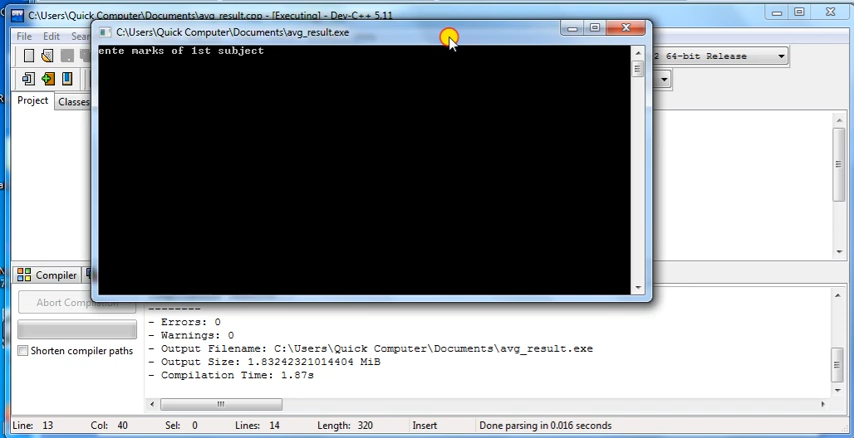 C:\Users\Quick Computer\Documents\avg_result.cpp - [Executing] - Dev-C++ 5.11
File Edit
C:\Users\Quick Computer\Documents\avg_result.exe
ente marks of 1st subject
64-bit Release
Project Classes
Compiler
Abort Compilation
Shorten compiler paths
--------
- Errors: 0
- Warnings: 0
- Output Filename: C:\Users\Quick Computer\Documents\avg_result.exe
- Output Size: 1.83242321014404 MiB
- Compilation Time: 1.87s
Line: 13 Col: 40 Sel: 0 Lines: 14 Length: 320 Insert Done parsing in 0.016 seconds